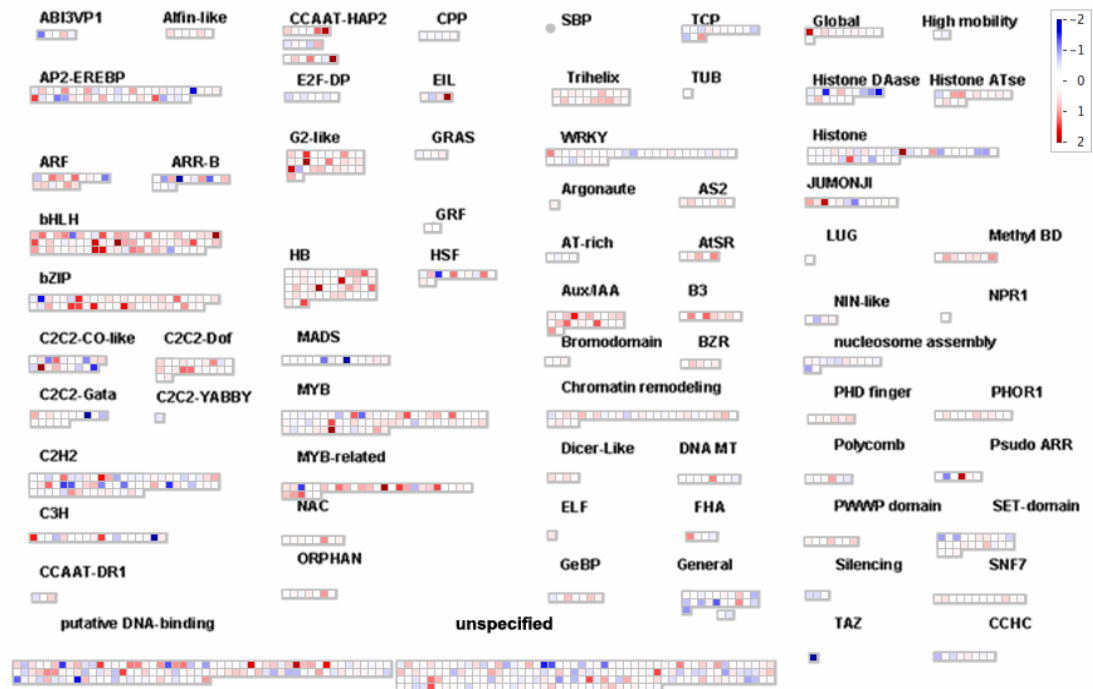 ABI3VP1 Alfin-like CCAAT-HAP2 CPP SBP TCP Global High mobility
-2
-1
0
1
2
AP2-EREBP E2F-DP EIL Trihelix TUB Histone DAase Histone ATse
G2-like GRAS WRKY Histone
ARF ARR-B Argonaute AS2 JUMONJI
bHLH GRF LUG Methyl BD
HB HSF AT-rich AtSR
bZIP Aux/IAA B3 NIN-like NPR1
C2C2-CO-like C2C2-Dof MADS Bromodomain BZR nucleosome assembly
C2C2-Gata C2C2-YABBY MYB Chromatin remodeling PHD finger PHOR1
C2H2 MYB-related Dicer-Like DNA MT Polycomb Psudo ARR
C3H NAC ELF FHA PWWP domain SET-domain
CCAAT-DR1 ORPHAN GeBP General Silencing SNF7
putative DNA-binding unspecified TAZ CCHC